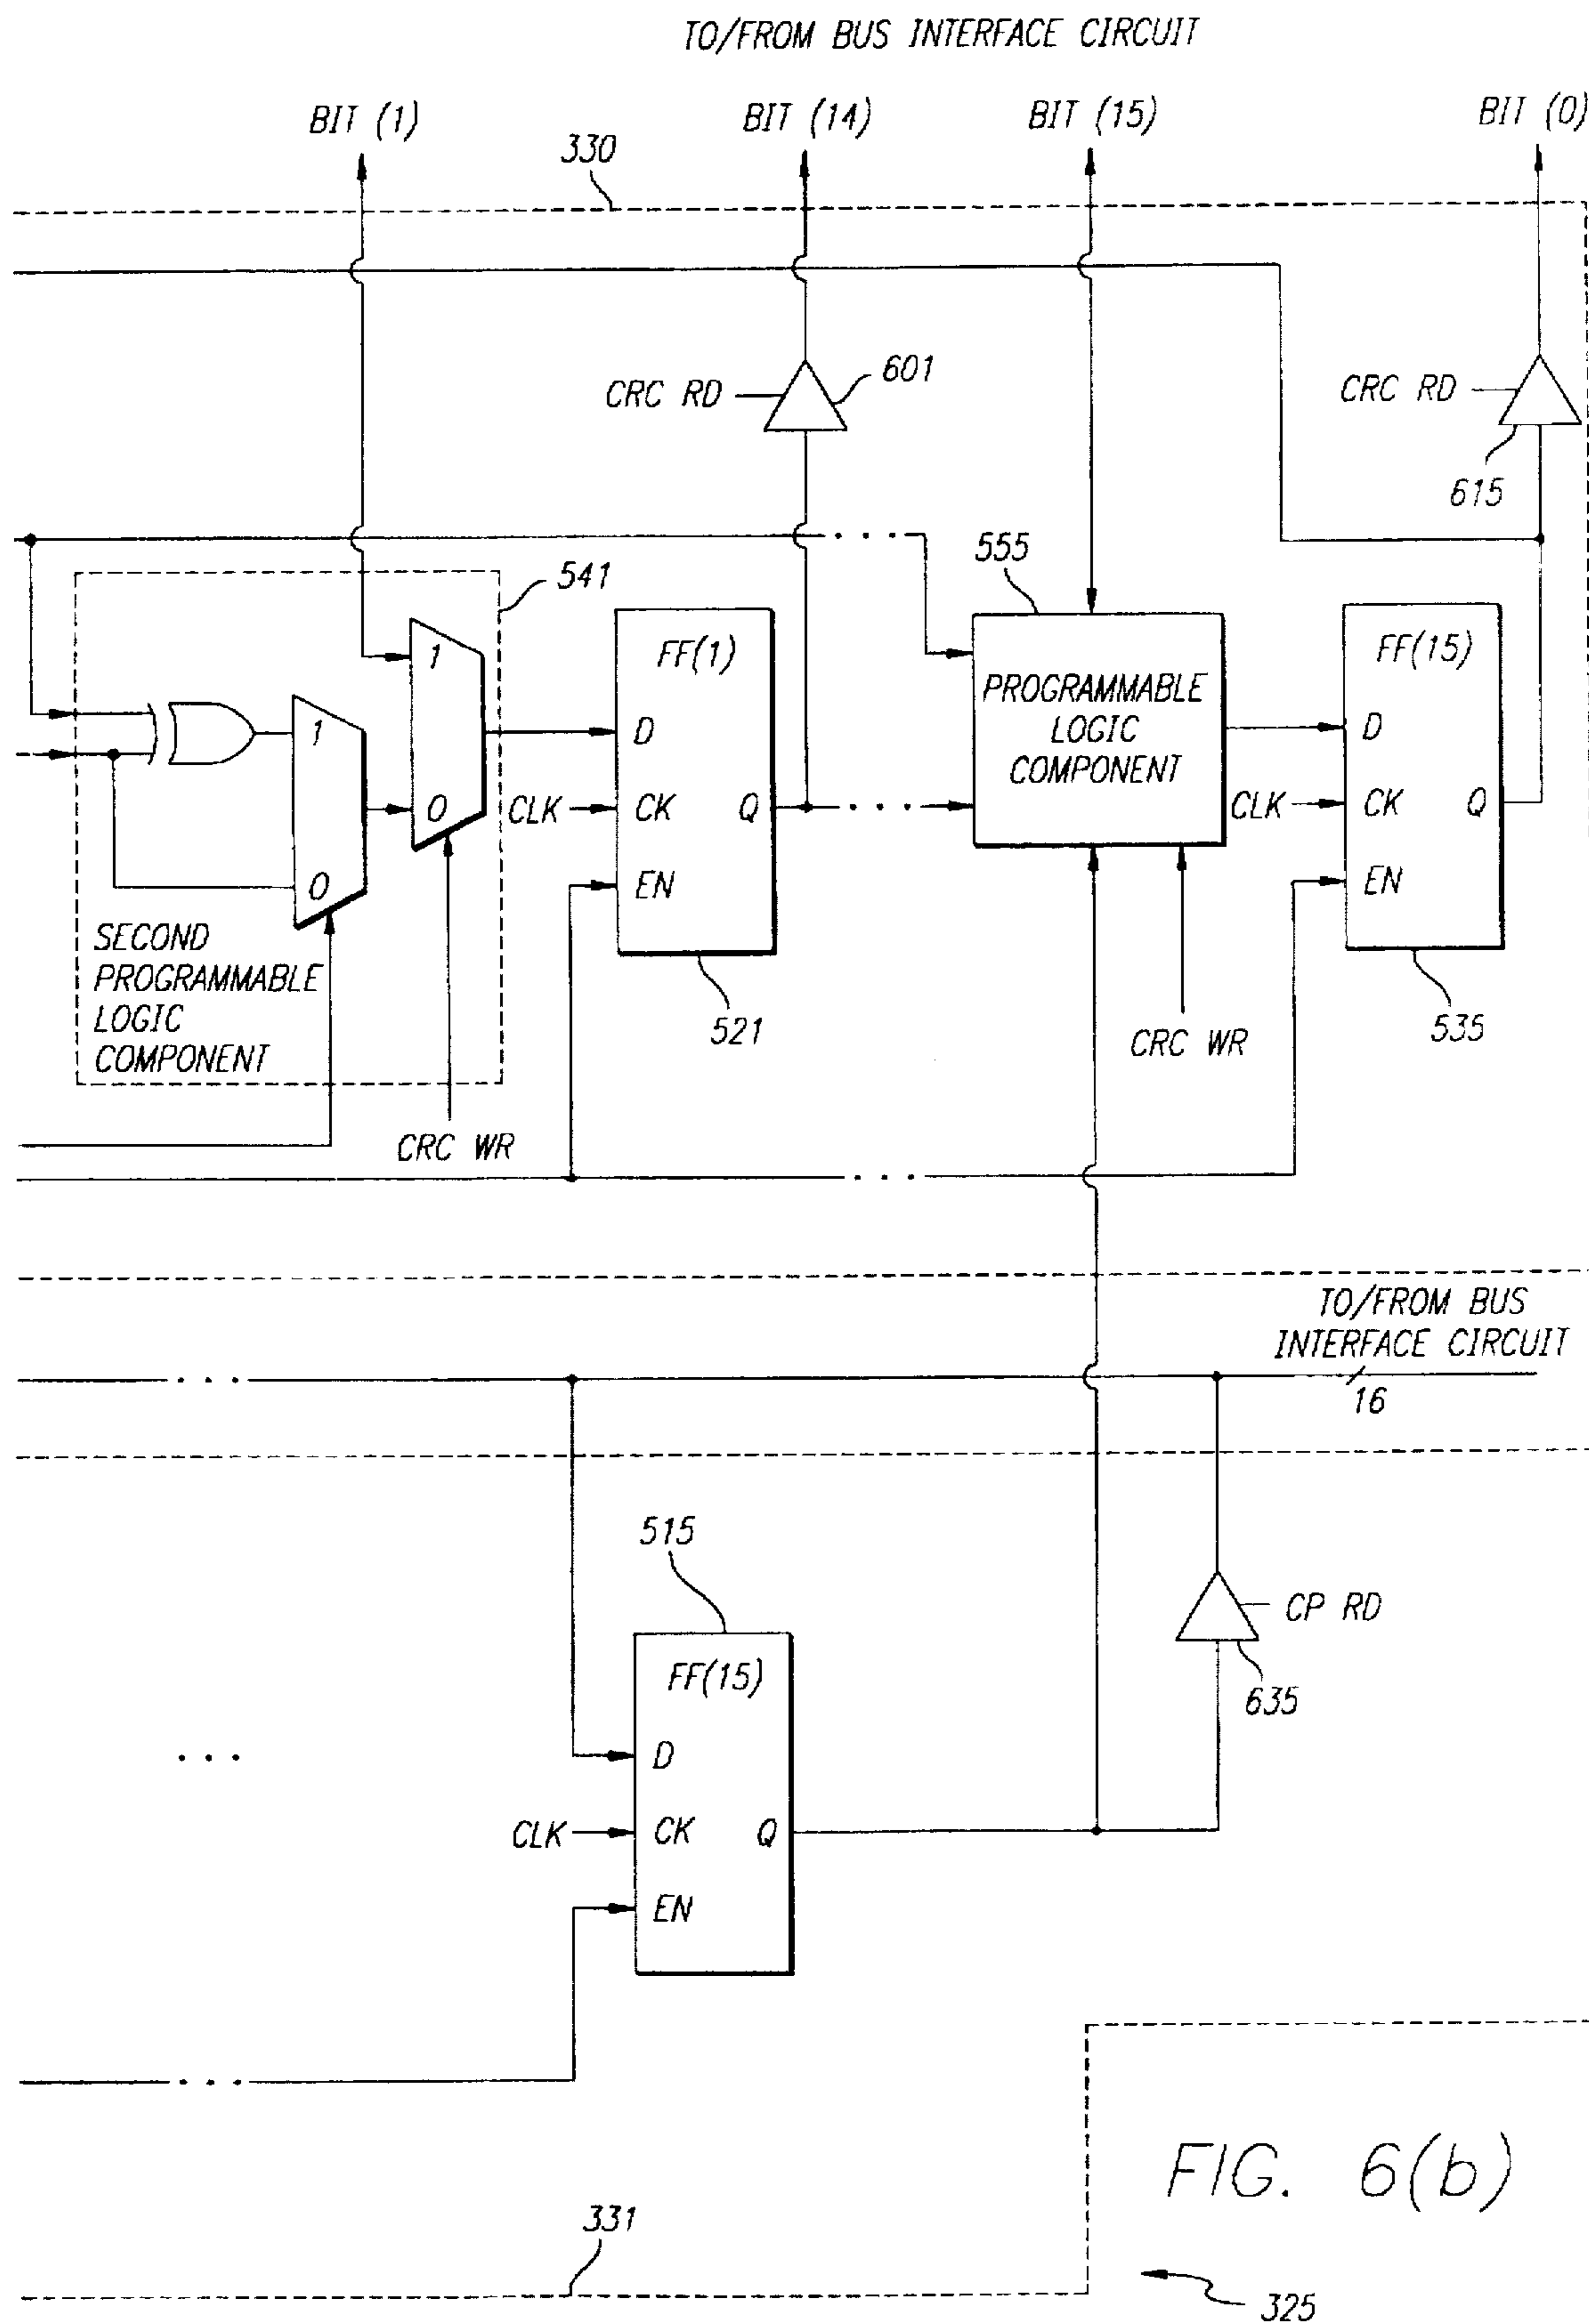 TO/FROM BUS INTERFACE CIRCUIT
BIT (1)
BIT (14)
BIT (15)
BIT (0)
330
CRC RD
601
CRC RD
615
541
555
1
1
0
0
SECOND
PROGRAMMABLE
LOGIC
COMPONENT
CRC WR
FF(1)
D
CLK
CK
Q
EN
521
PROGRAMMABLE
LOGIC
COMPONENT
CRC WR
FF(15)
D
CLK
CK
Q
EN
535
TO/FROM BUS
INTERFACE CIRCUIT
16
515
FF(15)
D
CLK
CK
Q
EN
CP RD
635
331
FIG. 6(b)
325